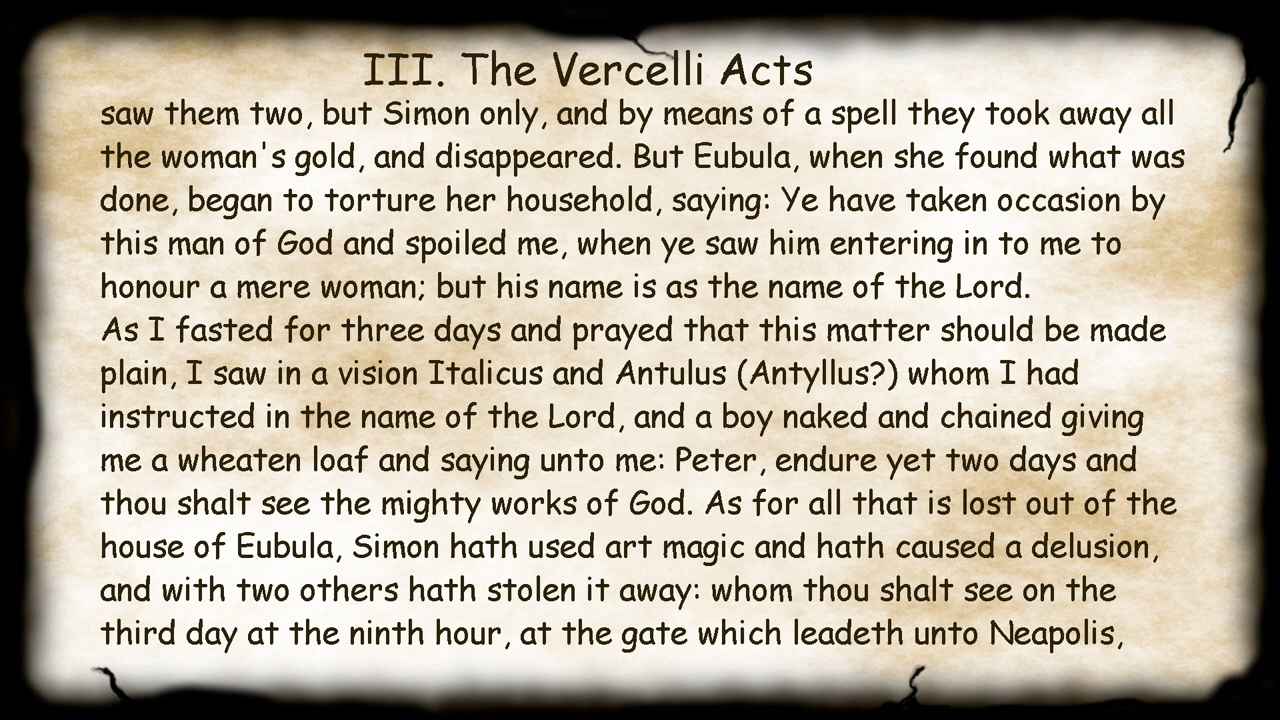 III. The Vercelli Acts
saw them two, but Simon only, and by means of a spell they took away all
the woman's gold, and disappeared. But Eubula, when she found what was
done, began to torture her household, saying: Ye have taken occasion by
this man of God and spoiled me, when ye saw him entering in to me to
honour a mere woman; but his name is as the name of the Lord.
As I fasted for three days and prayed that this matter should be made
plain, I saw in a vision Italicus and Antulus (Antyllus?) whom I had
instructed in the name of the Lord, and a boy naked and chained giving
me a wheaten loaf and saying unto me: Peter, endure yet two days and
thou shalt see the mighty works of God. As for all that is lost out of the
house of Eubula, Simon hath used art magic and hath caused a delusion,
and with two others hath stolen it away: whom thou shalt see on the
third day at the ninth hour, at the gate which leadeth unto Neapolis,